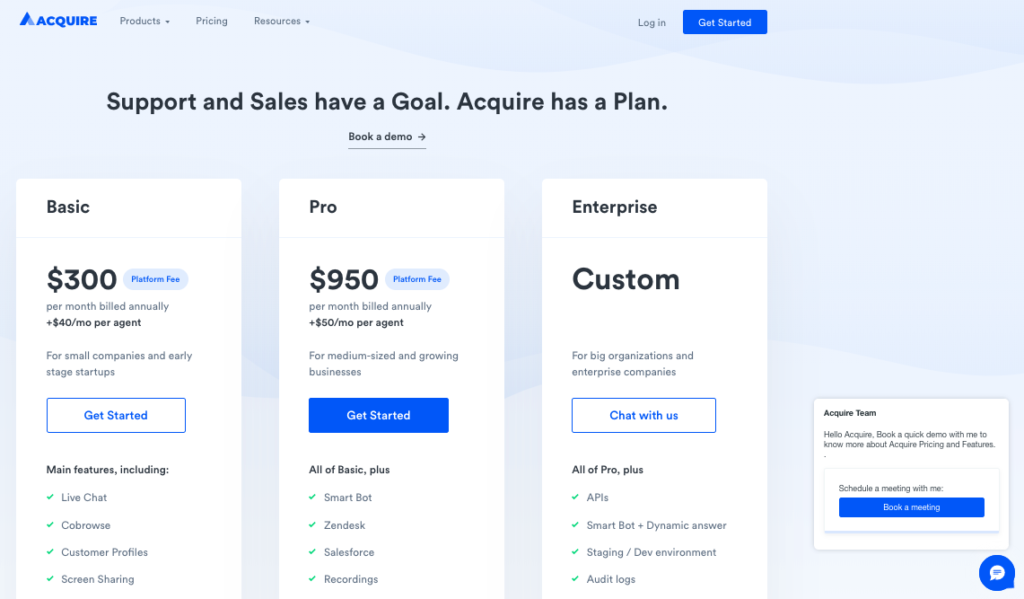 ACQUIRE
Products
Pricing
Resources
Log in
Get Started
Support and Sales have a Goal. Acquire has a Plan.
Book a demo →
Basic
$300 Platform Fee
per month billed annually
+$40/mo per agent
For small companies and early
stage startups
Get Started
Main features, including:
Live Chat
Cobrowse
Customer Profiles
Screen Sharing
Pro
$950 Platform Fee
per month billed annually
+$50/mo per agent
For medium-sized and growing
businesses
Get Started
All of Basic, plus
Smart Bot
Zendesk
Salesforce
Recordings
Enterprise
Custom
For big organizations and
enterprise companies
Chat with us
All of Pro, plus
APIs
Smart Bot + Dynamic answer
Staging / Dev environment
Audit logs
Acquire Team
Hello Acquire, Book a quick demo with me to
know more about Acquire Pricing and Features.
.
Schedule a meeting with me:
Book a meeting